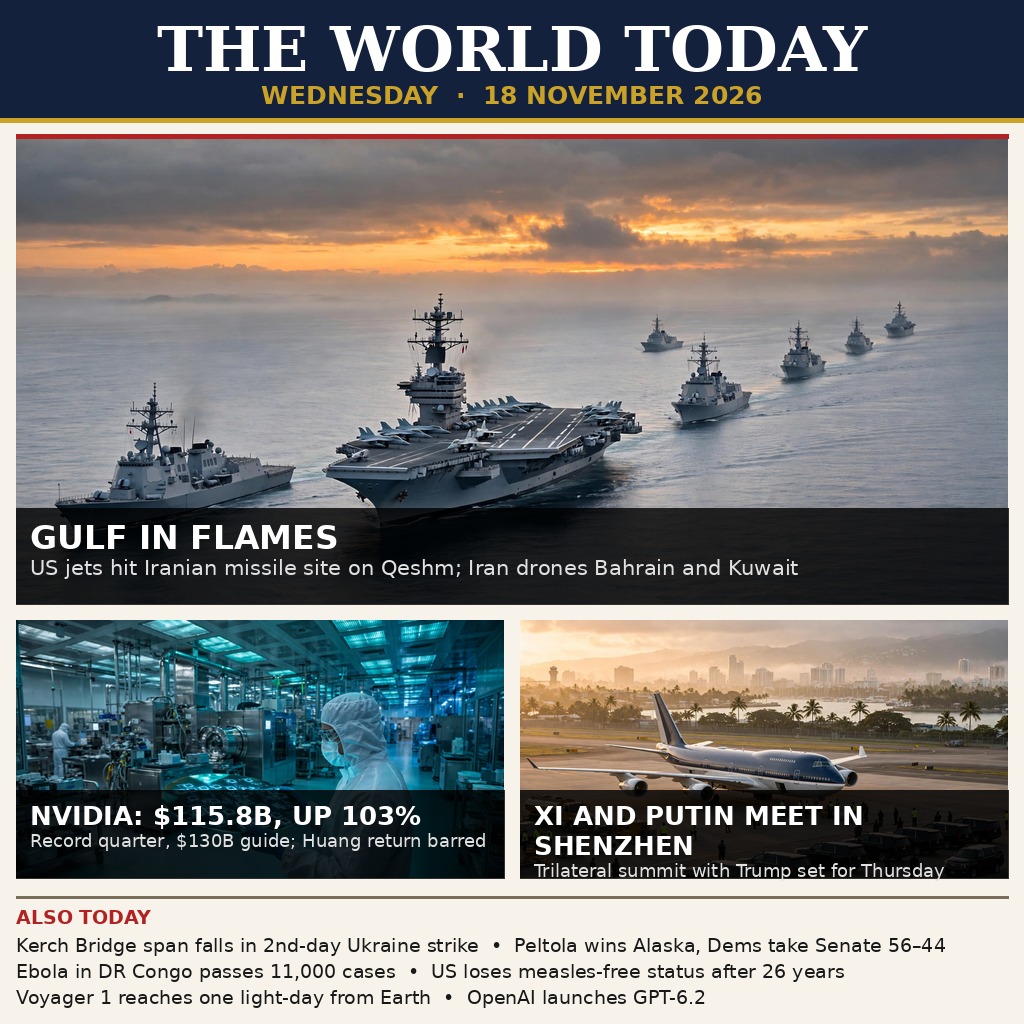 THE WORLD TODAY
WEDNESDAY · 18 NOVEMBER 2026
GULF IN FLAMES
US jets hit Iranian missile site on Qeshm; Iran drones Bahrain and Kuwait
NVIDIA: $115.8B, UP 103%
Record quarter, $130B guide; Huang return barred
XI AND PUTIN MEET IN
SHENZHEN
Trilateral summit with Trump set for Thursday
ALSO TODAY
Kerch Bridge span falls in 2nd-day Ukraine strike • Peltola wins Alaska, Dems take Senate 56–44
Ebola in DR Congo passes 11,000 cases • US loses measles-free status after 26 years
Voyager 1 reaches one light-day from Earth • OpenAI launches GPT-6.2